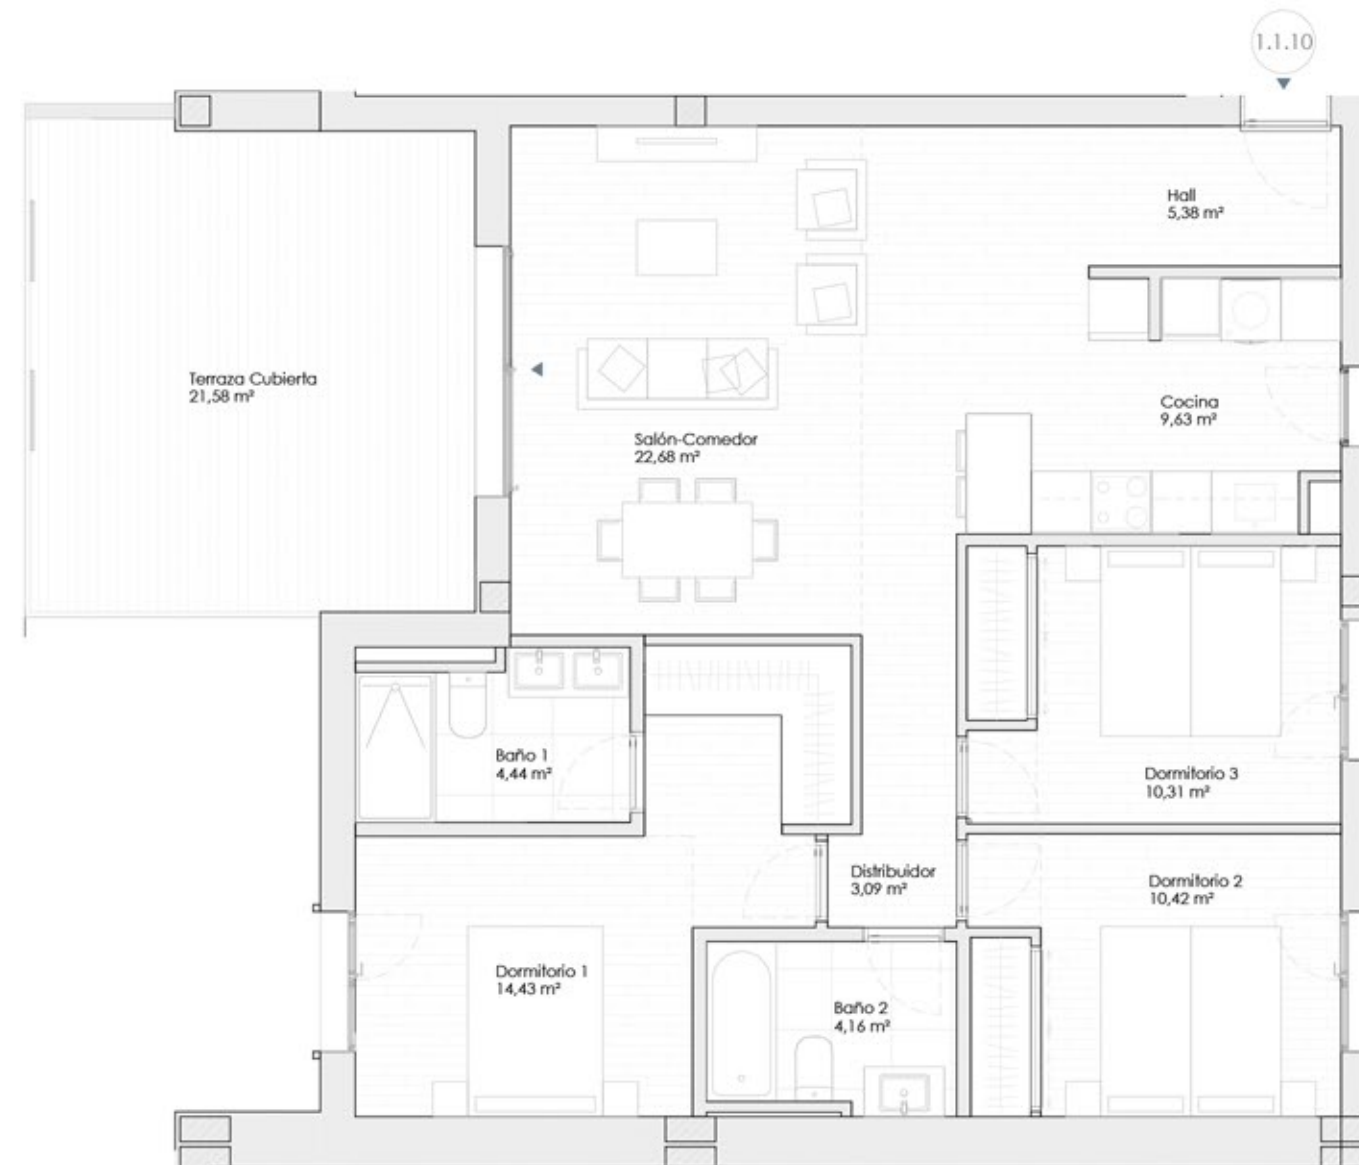 1.1.10
Hall
5,38 m²
Terraza Cubierta
21,58 m²
Cocina
9,63 m²
Salón-Comedor
22,68 m²
Baño 1
4,44 m²
Dormitorio 3
10,31 m²
Distribuidor
3,09 m²
Dormitorio 2
10,42 m²
Dormitorio 1
14,43 m²
Baño 2
4,16 m²